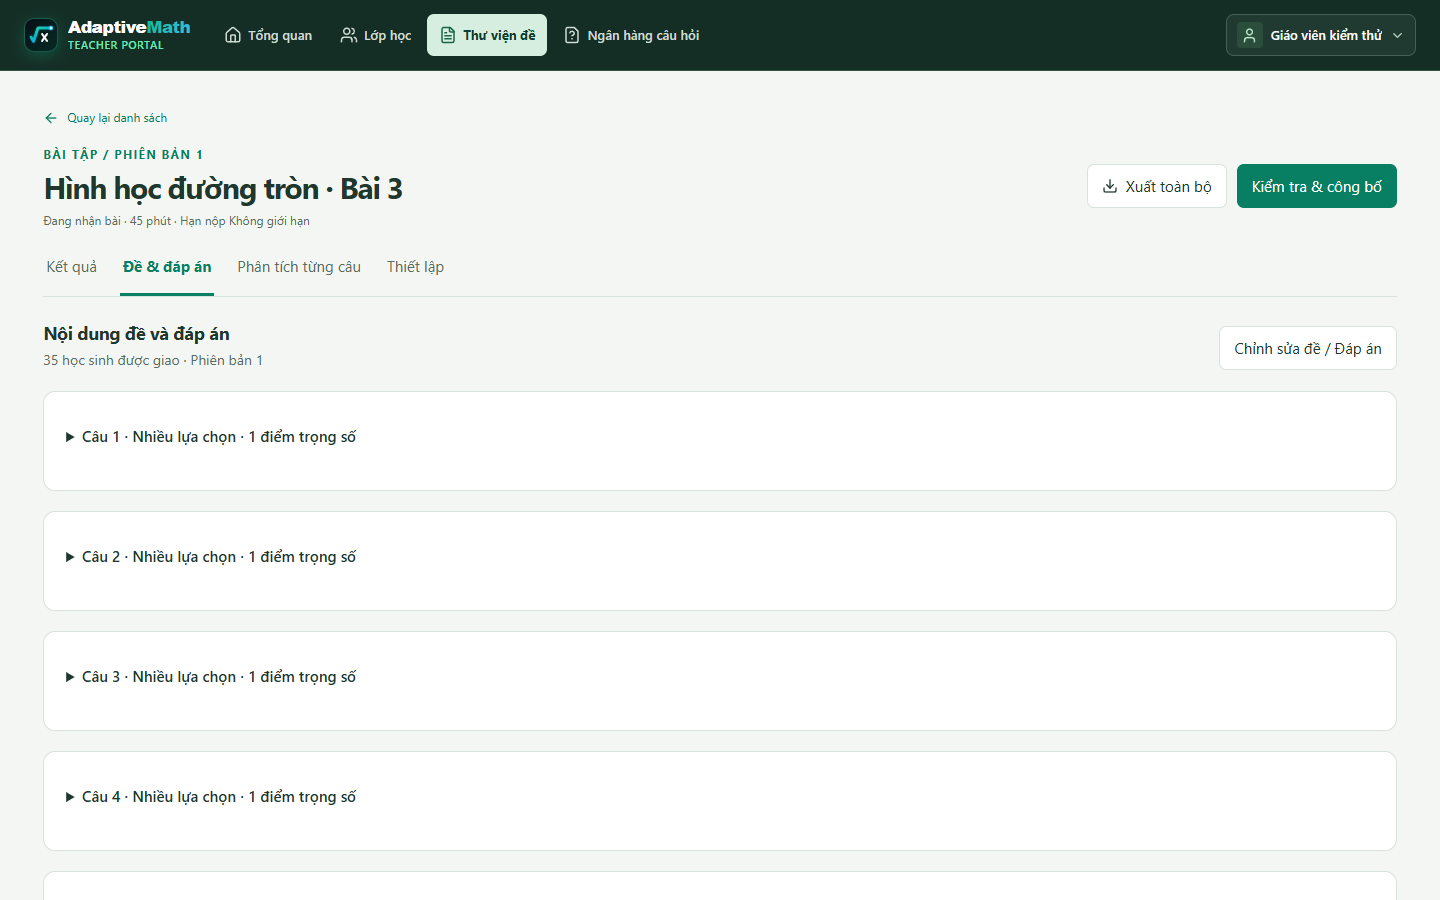 AdaptiveMath
TEACHER PORTAL
Tổng quan
Lớp học
Thư viện đề
Ngân hàng câu hỏi
Giáo viên kiểm thử
Quay lại danh sách
BÀI TẬP / PHIÊN BẢN 1
Hình học đường tròn · Bài 3
Đang nhận bài · 45 phút · Hạn nộp Không giới hạn
Xuất toàn bộ
Kiểm tra & công bố
Kết quả
Đề & đáp án
Phân tích từng câu
Thiết lập
Nội dung đề và đáp án
35 học sinh được giao · Phiên bản 1
Chỉnh sửa đề / Đáp án
Câu 1 · Nhiều lựa chọn · 1 điểm trọng số
Câu 2 · Nhiều lựa chọn · 1 điểm trọng số
Câu 3 · Nhiều lựa chọn · 1 điểm trọng số
Câu 4 · Nhiều lựa chọn · 1 điểm trọng số